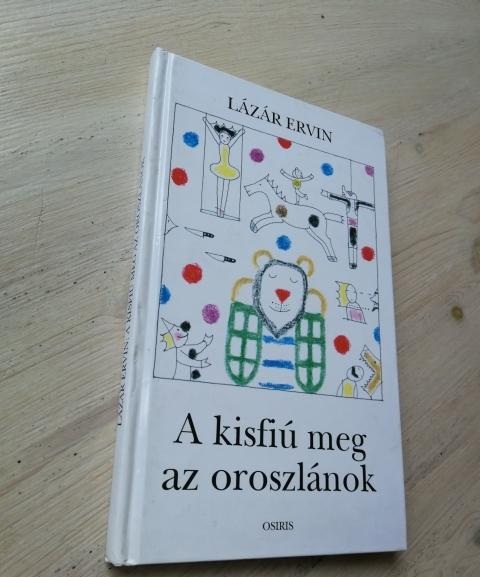 LÁZÁR ERVIN
A kisfiú meg
az oroszlánok
OSIRIS
LÁZÁR ERVIN: A KISFIÚ MEG AZ OROSZLÁNOK